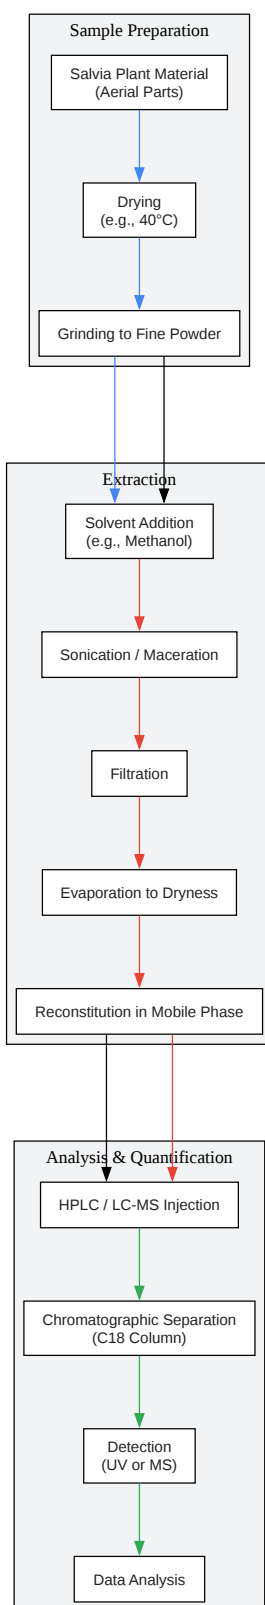 Sample Preparation
Salvia Plant Material
(Aerial Parts)
Drying
(e.g., 40°C)
Grinding to Fine Powder
Extraction
Solvent Addition
(e.g., Methanol)
Sonication / Maceration
Filtration
Evaporation to Dryness
Reconstitution in Mobile Phase
Analysis & Quantification
HPLC / LC-MS Injection
Chromatographic Separation
(C18 Column)
Detection
(UV or MS)
Data Analysis